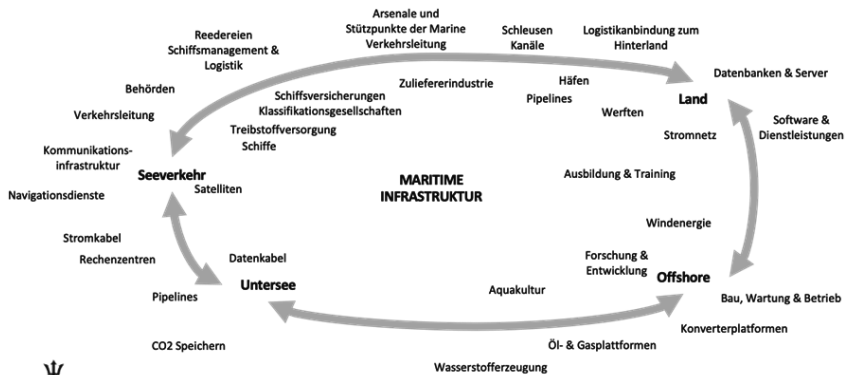 Arsenale und
Stützpunkte der Marine
Verkehrsleitung
Reedereien
Schiffsmanagement &
Logistik
Schleusen
Kanäle
Logistikanbindung zum
Hinterland
Behörden
Zuliefererindustrie
Häfen
Datenbanken & Server
Schiffsversicherungen
Klassifikationsgesellschaften
Pipelines
Land
Verkehrsleitung
Werften
Software &
Dienstleistungen
Treibstoffversorgung
Schiffe
Stromnetz
Kommunikations-
infrastruktur
Seeverkehr
Satelliten
MARITIME
INFRASTRUKTUR
Ausbildung & Training
Navigationsdienste
Windenergie
Stromkabel
Rechenzentren
Datenkabel
Forschung &
Entwicklung
Untersee
Aquakultur
Offshore
Pipelines
Bau, Wartung & Betrieb
Konverterplatformen
CO2 Speichern
Öl- & Gasplattformen
Wasserstofferzeugung